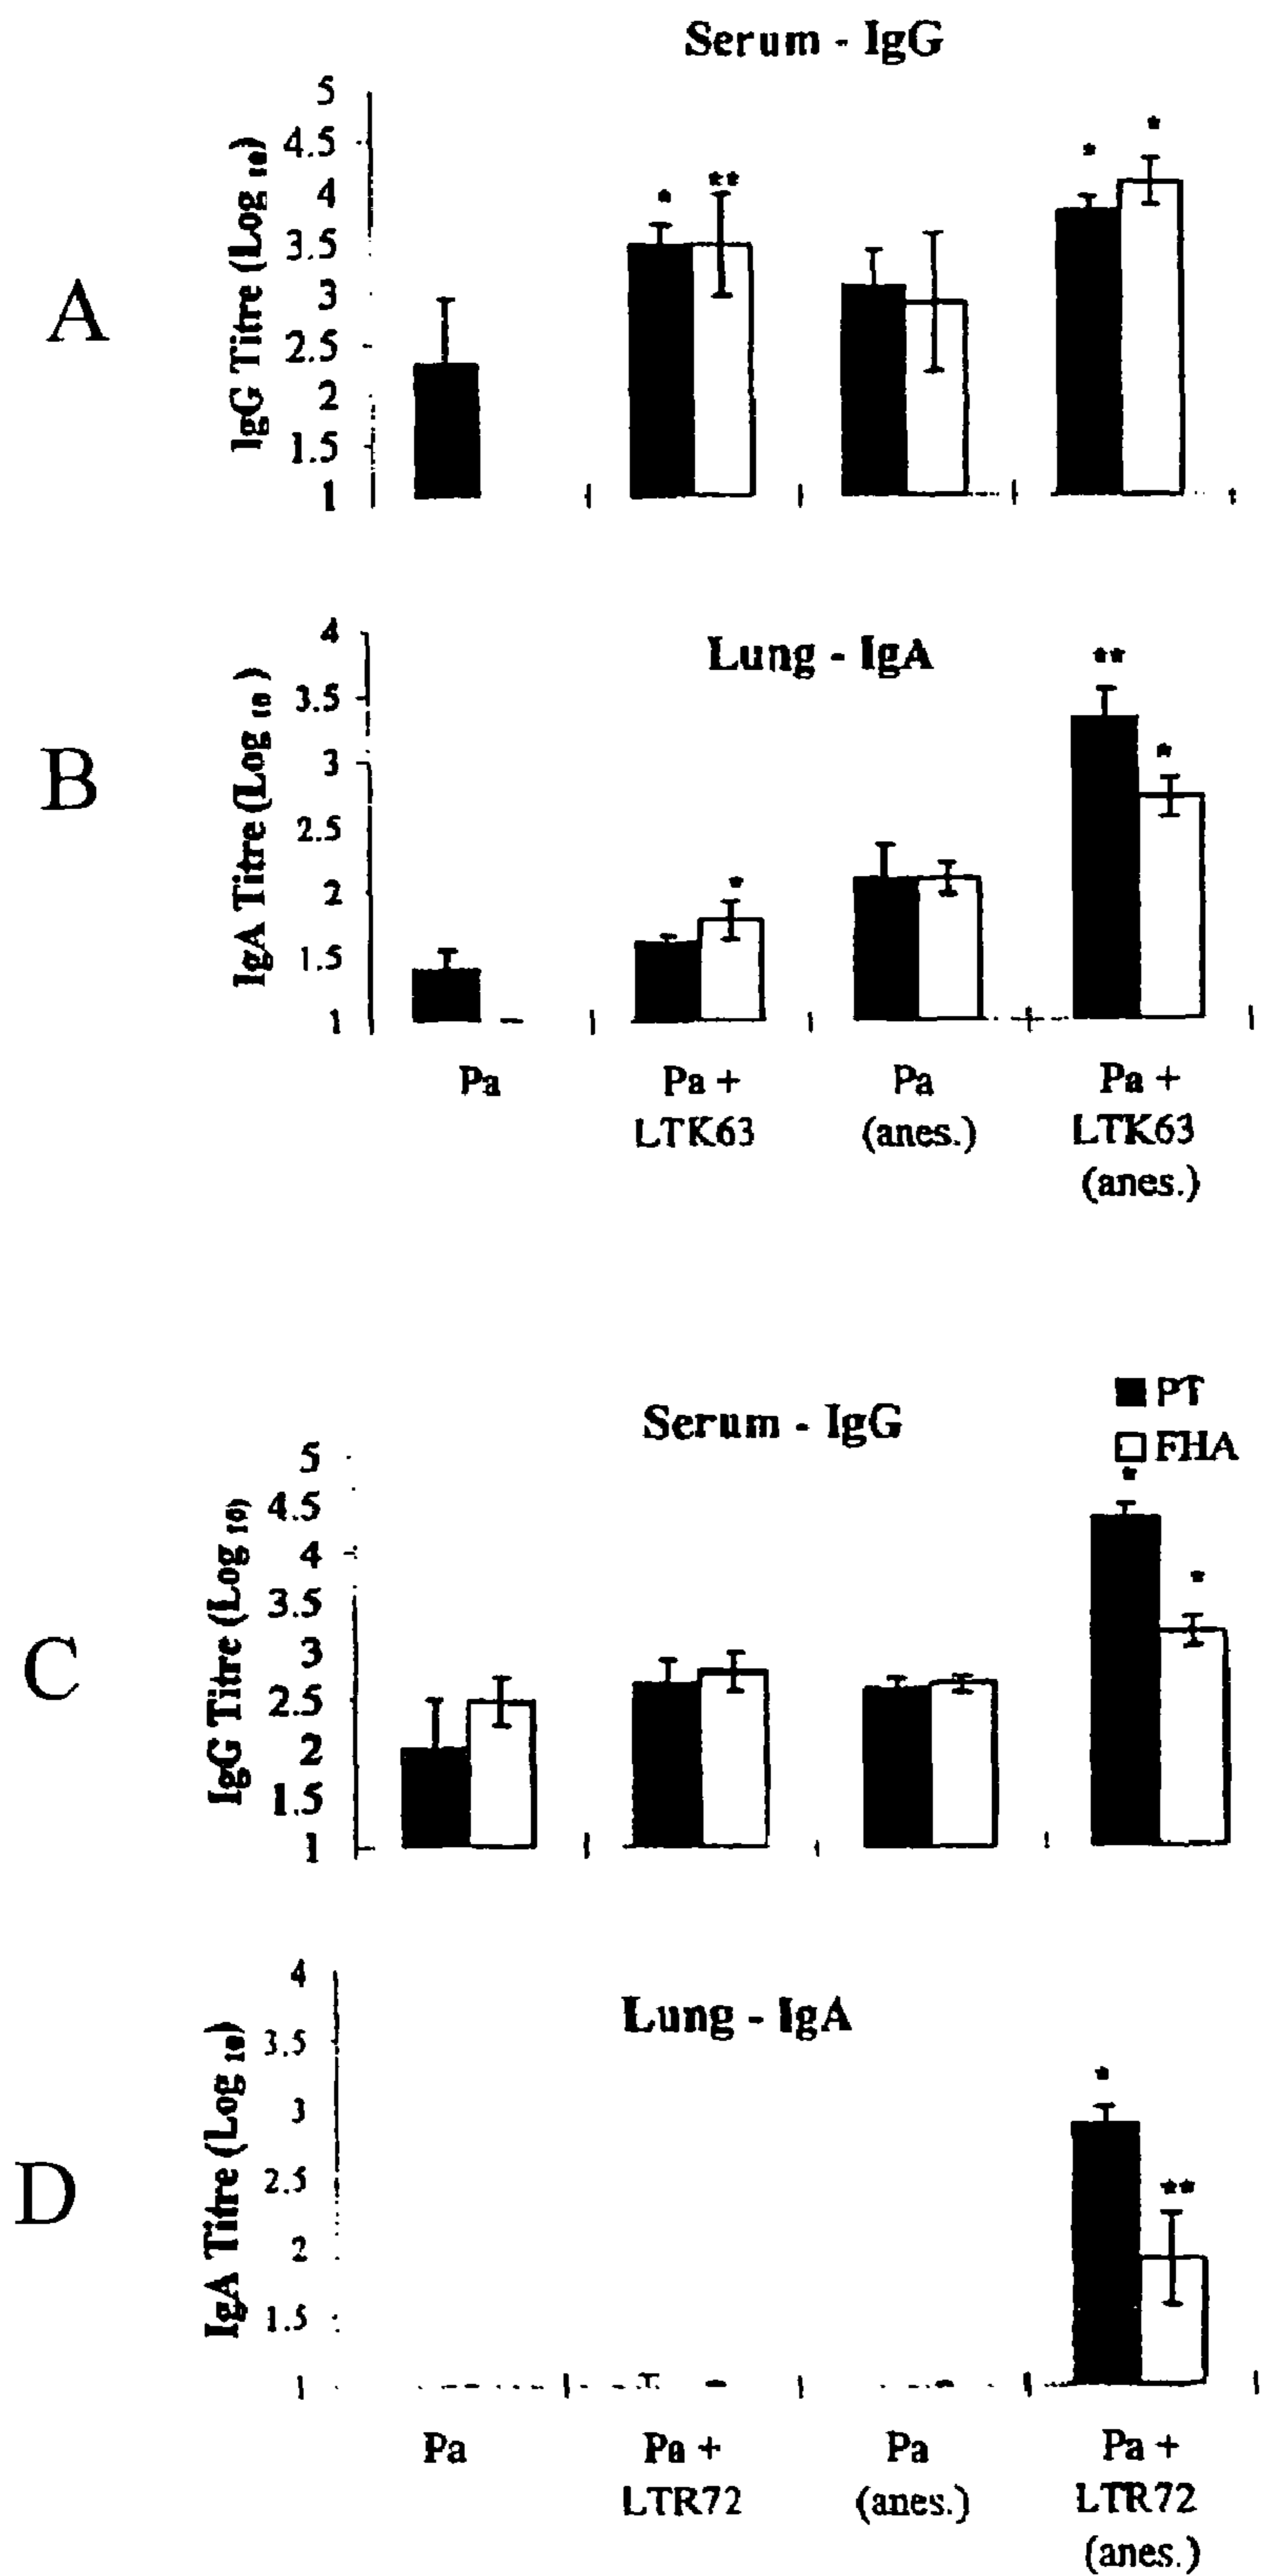 Serum - IgG
A
IgG Titre (Log 10)
5
4.5
4
3.5
3
2.5
2
1.5
1
* ** * *
Lung - IgA
B
IgA Titre (Log 10)
4
3.5
3
2.5
2
1.5
1
* ** *
Pa
Pa +
LTK63
Pa
(anes.)
Pa +
LTK63
(anes.)
Serum - IgG
PT
FHA
C
IgG Titre (Log 10)
5
4.5
4
3.5
3
2.5
2
1.5
1
* *
Lung - IgA
D
IgA Titre (Log 10)
4
3.5
3
2.5
2
1.5
1
* **
Pa
Pa +
LTR72
Pa
(anes.)
Pa +
LTR72
(anes.)